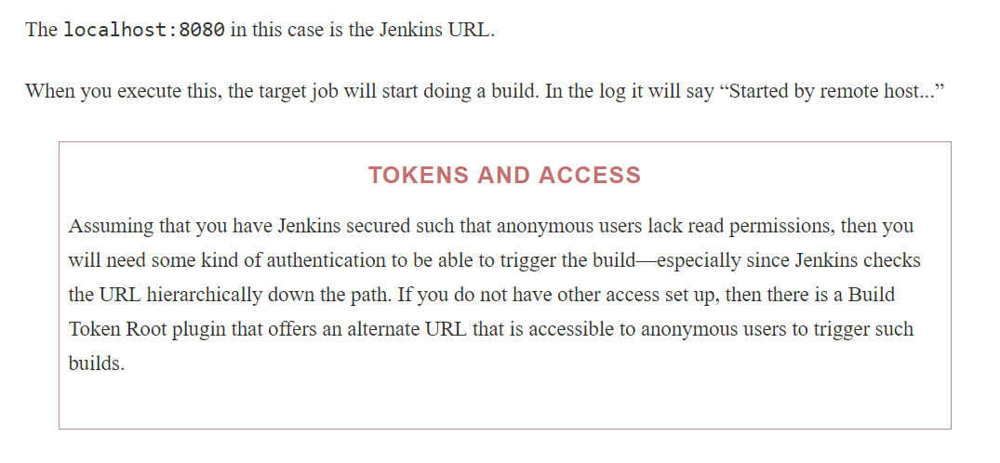 The localhost:8080 in this case is the Jenkins URL.
When you execute this, the target job will start doing a build. In the log it will say “Started by remote host...”
TOKENS AND ACCESS
Assuming that you have Jenkins secured such that anonymous users lack read permissions, then you
will need some kind of authentication to be able to trigger the build—especially since Jenkins checks
the URL hierarchically down the path. If you do not have other access set up, then there is a Build
Token Root plugin that offers an alternate URL that is accessible to anonymous users to trigger such
builds.